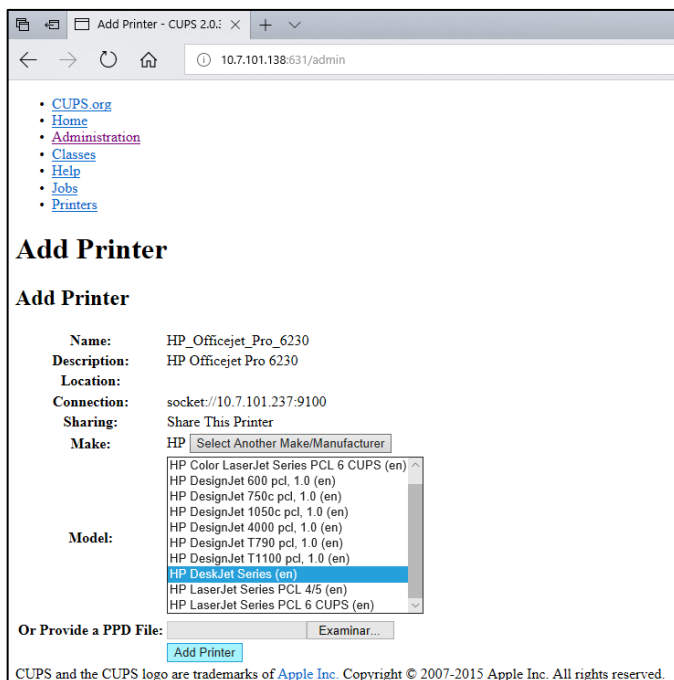 Add Printer - CUPS 2.0.:
10.7.101.138:631/admin
CUPS.org
Home
Administration
Classes
Help
Jobs
Printers
Add Printer
Add Printer
Name: HP_Officejet_Pro_6230
Description: HP Officejet Pro 6230
Location:
Connection: socket://10.7.101.237:9100
Sharing: Share This Printer
Make: HP Select Another Make/Manufacturer
HP Color LaserJet Series PCL 6 CUPS (en)
HP DesignJet 600 pcl, 1.0 (en)
HP DesignJet 750c pcl, 1.0 (en)
HP DesignJet 1050c pcl, 1.0 (en)
HP DesignJet 4000 pcl, 1.0 (en)
Model: HP DesignJet T790 pcl, 1.0 (en)
HP DesignJet T1100 pcl, 1.0 (en)
HP DeskJet Series (en)
HP LaserJet Series PCL 4/5 (en)
HP LaserJet Series PCL 6 CUPS (en)
Or Provide a PPD File: Examinar...
Add Printer
CUPS and the CUPS logo are trademarks of Apple Inc. Copyright © 2007-2015 Apple Inc. All rights reserved.